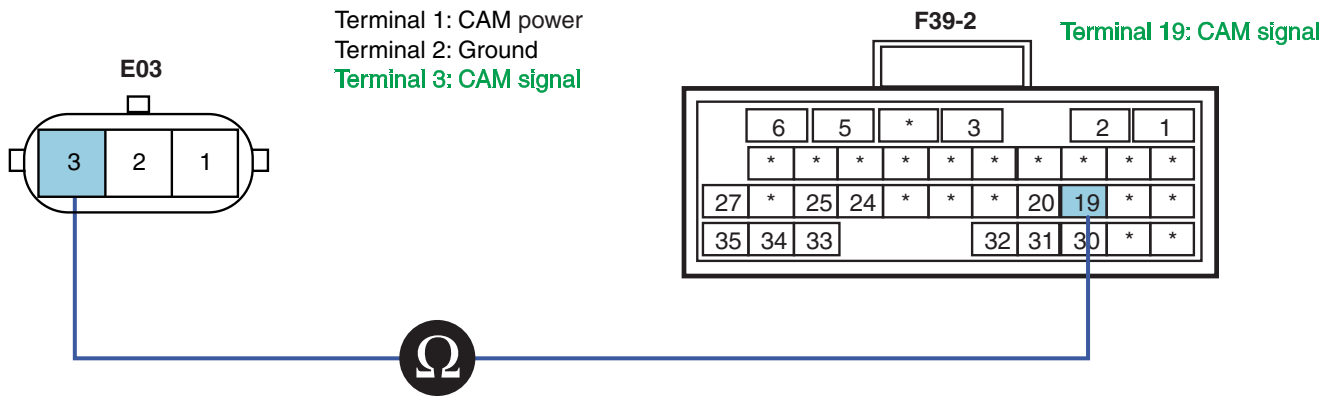 Terminal 1: CAM power
Terminal 2: Ground
Terminal 3: CAM signal
E03
3 2 1
F39-2
Terminal 19: CAM signal
6 5 * 3 2 1
* * * * * * * * * *
27 * 25 24 * * * 20 19 * *
35 34 33 32 31 30 * *
Ω